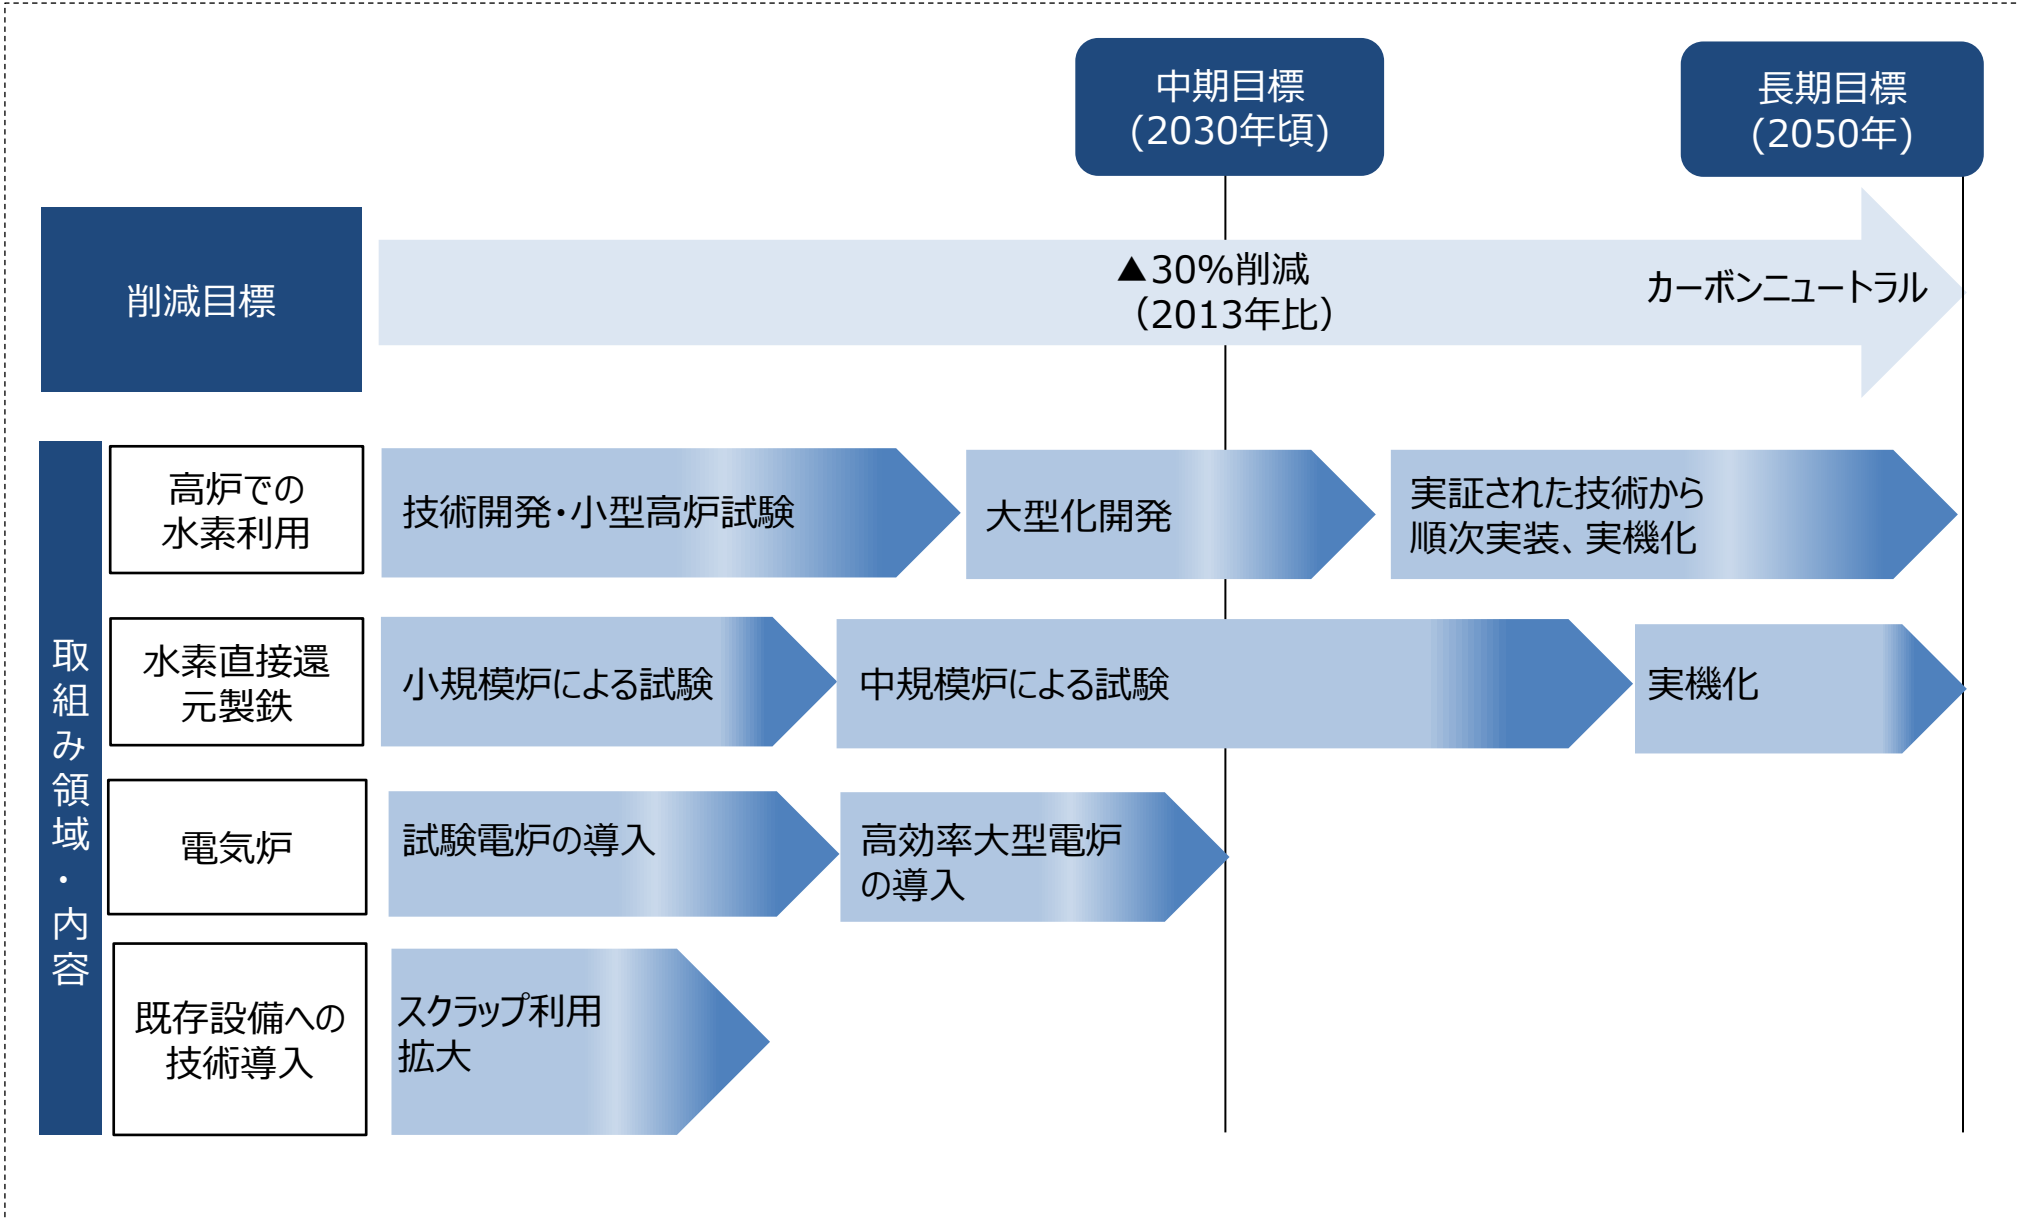 中期目標
(2030年頃)
長期目標
(2050年)
削減目標
▲30%削減
（2013年比）
カーボンニュートラル
取組み領域・内容
高炉での
水素利用
技術開発・小型高炉試験
大型化開発
実証された技術から
順次実装、実機化
水素直接還
元製鉄
小規模炉による試験
中規模炉による試験
実機化
電気炉
試験電炉の導入
高効率大型電炉
の導入
既存設備への
技術導入
スクラップ利用
拡大